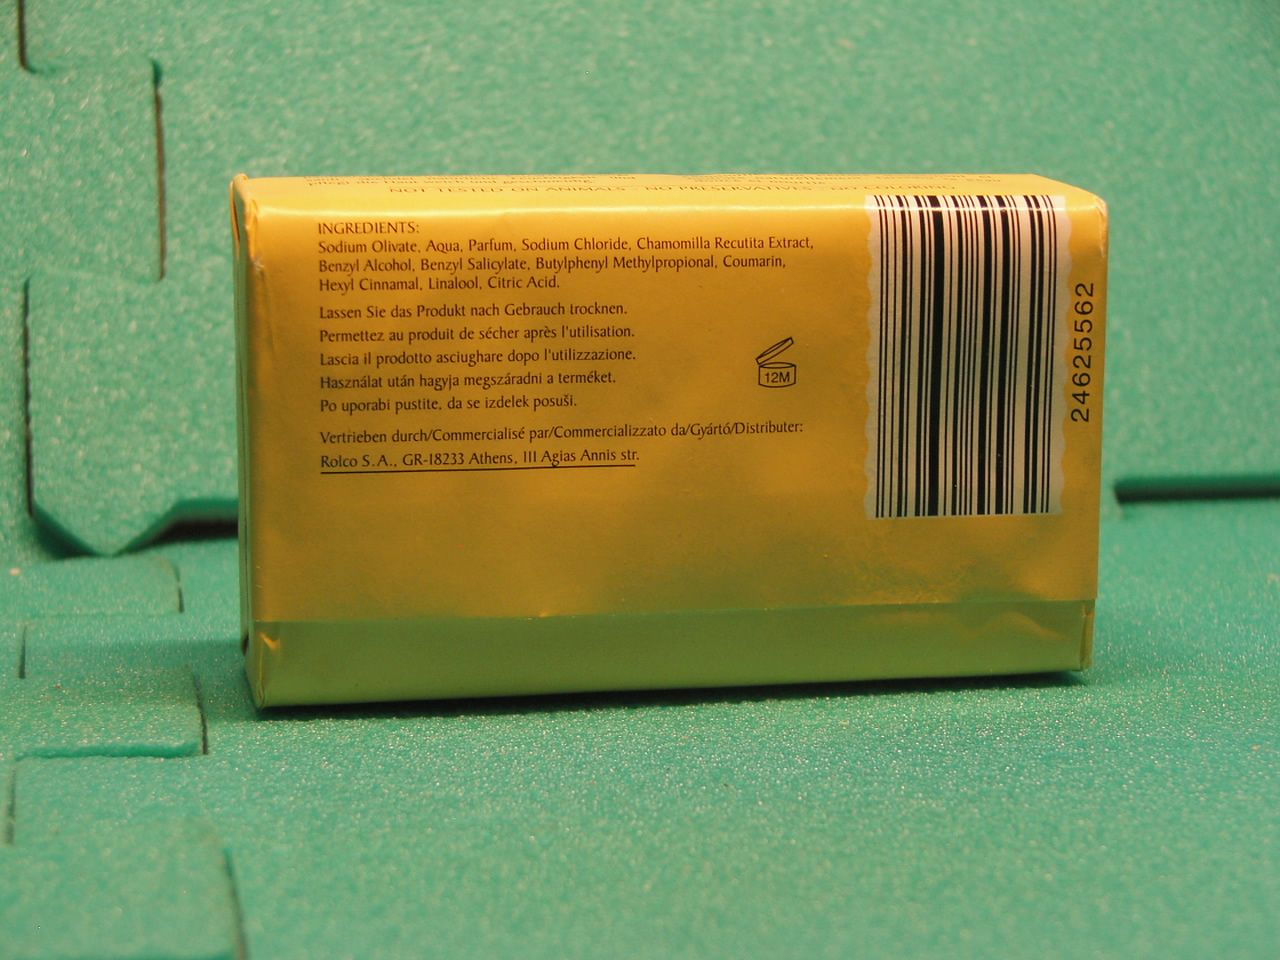 NOT TESTED ON ANIMALS - NO PRESERVATIVES - NO COLORING
INGREDIENTS:
Sodium Olivate, Aqua, Parfum, Sodium Chloride, Chamomilla Recutita Extract,
Benzyl Alcohol, Benzyl Salicylate, Butylphenyl Methylpropional, Coumarin,
Hexyl Cinnamal, Linalool, Citric Acid.
Lassen Sie das Produkt nach Gebrauch trocknen.
Permettez au produit de sécher après l'utilisation.
Lascia il prodotto asciughare dopo l'utilizzazione.
Használat után hagyja megszáradni a terméket.
Po uporabi pustite, da se izdelek posuši.
12M
Vertrieben durch/Commercialisé par/Commercializzato da/Gyártó/Distributer:
Rolco S.A., GR-18233 Athens, 111 Agias Annis str.
24625562